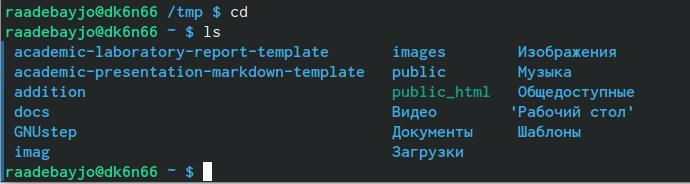 raadebayjo@dk6n66 /tmp $ cd
raadebayjo@dk6n66 ~ $ ls
academic-laboratory-report-template images Изображения
academic-presentation-markdown-template public Музыка
addition public_html Общедоступные
docs Видео 'Рабочий стол'
GNUstep Документы Шаблоны
imag Загрузки
raadebayjo@dk6n66 ~ $